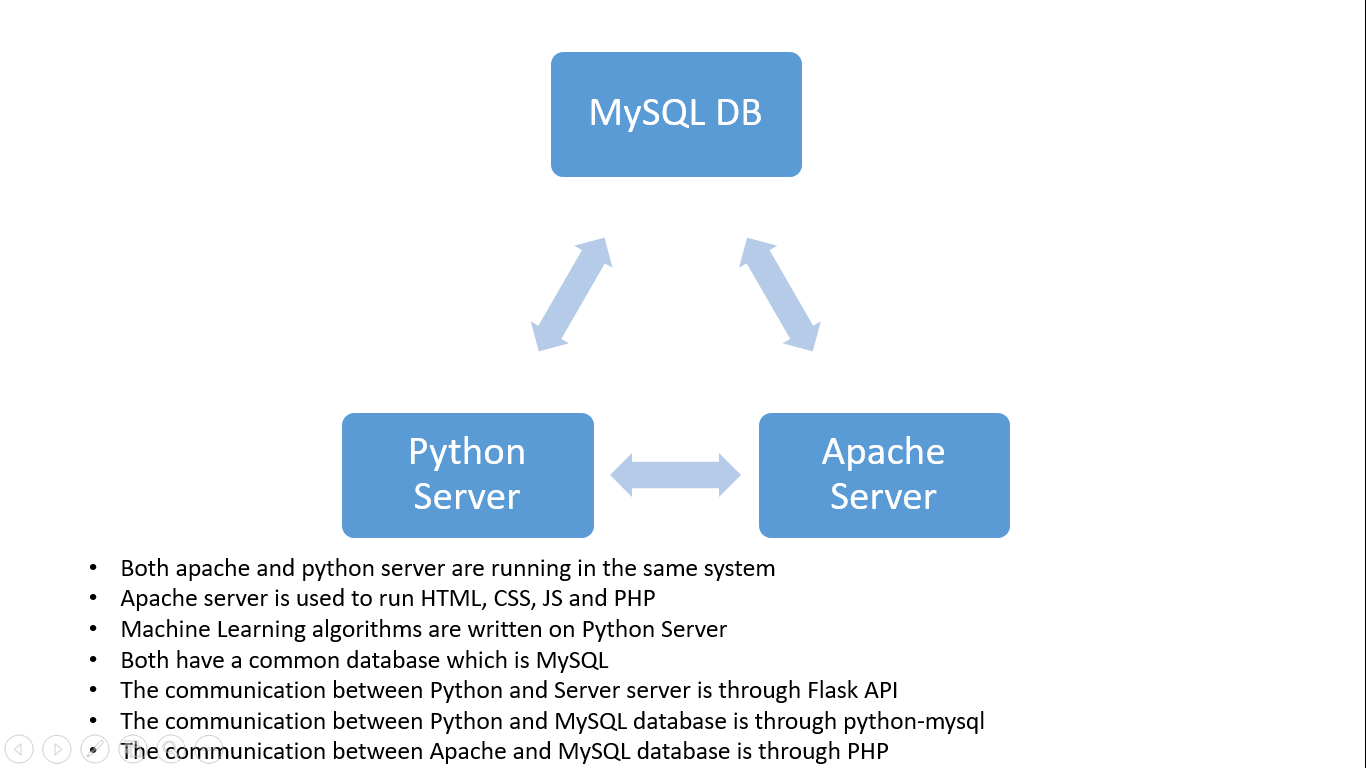 MySQL DB
Python
Server
Apache
Server
• Both apache and python server are running in the same system
• Apache server is used to run HTML, CSS, JS and PHP
• Machine Learning algorithms are written on Python Server
• Both have a common database which is MySQL
• The communication between Python and Server server is through Flask API
• The communication between Python and MySQL database is through python-mysql
• The communication between Apache and MySQL database is through PHP